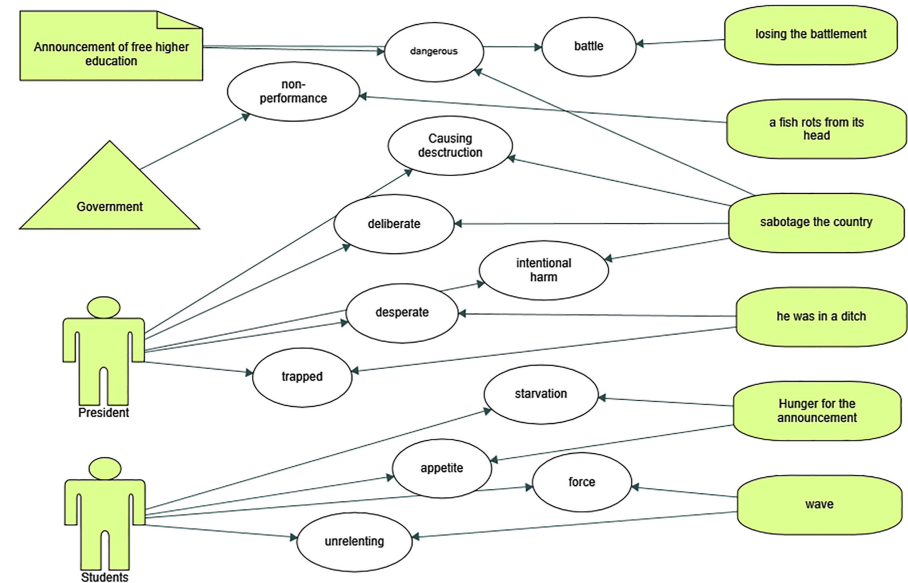 Announcement of free higher
education
dangerous
battle
losing the battlement
non-
performance
a fish rots from its
head
Causing
desctruction
Government
deliberate
sabotage the country
intentional
harm
desperate
he was in a ditch
trapped
President
starvation
Hunger for the
announcement
appetite
force
wave
unrelenting
Students